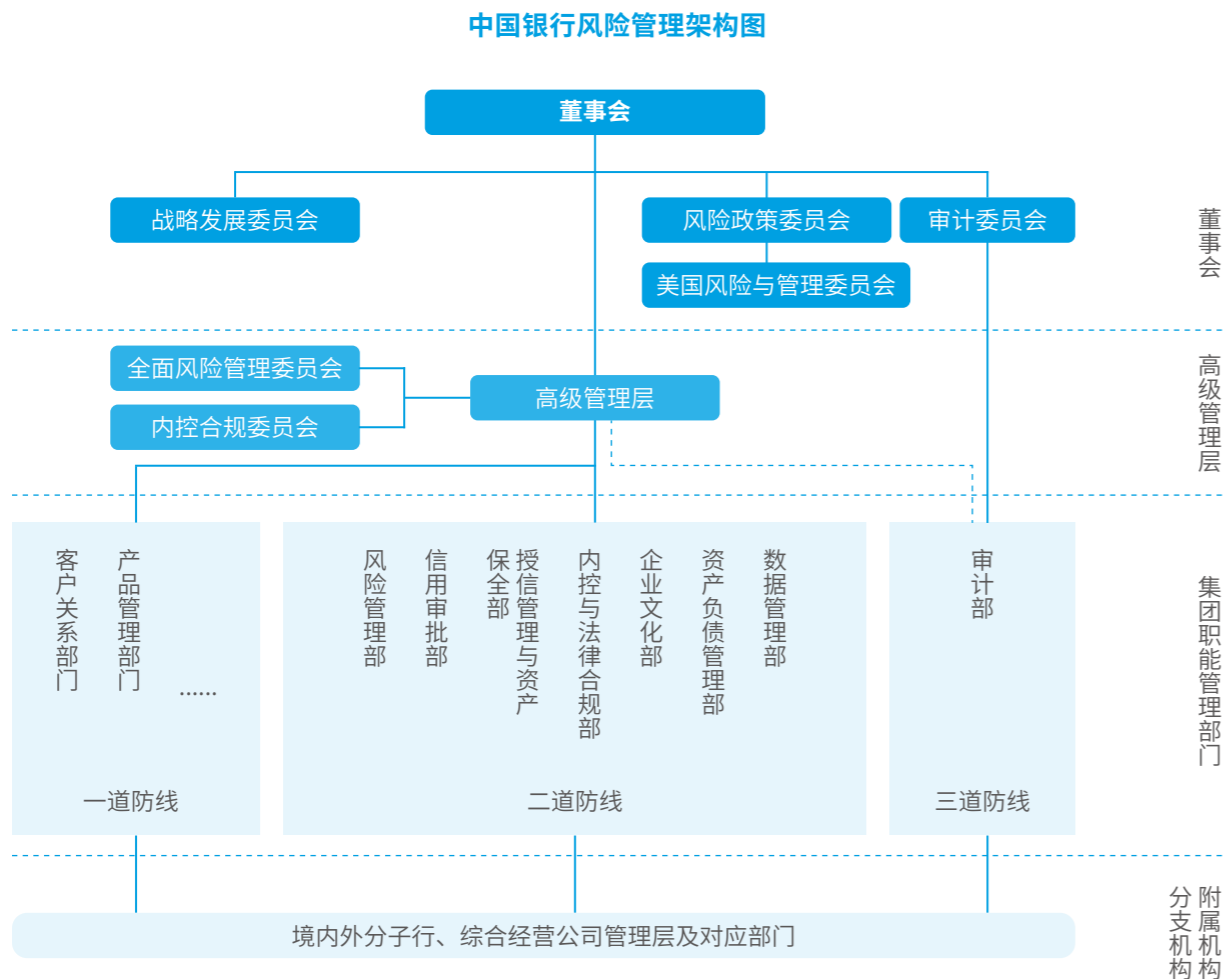 中国银行风险管理架构图
董事会
战略发展委员会
风险政策委员会
审计委员会
美国风险与管理委员会
董事会
全面风险管理委员会
内控合规委员会
高级管理层
高级管理层
客户关系部门
产品管理部门
......
一道防线
风险管理部
信用审批部
授信管理与资产
保全部
内控与法律合规部
企业文化部
资产负债管理部
数据管理部
二道防线
审计部
三道防线
集团职能管理部门
境内外分子行、综合经营公司管理层及对应部门
附属机构
分支机构